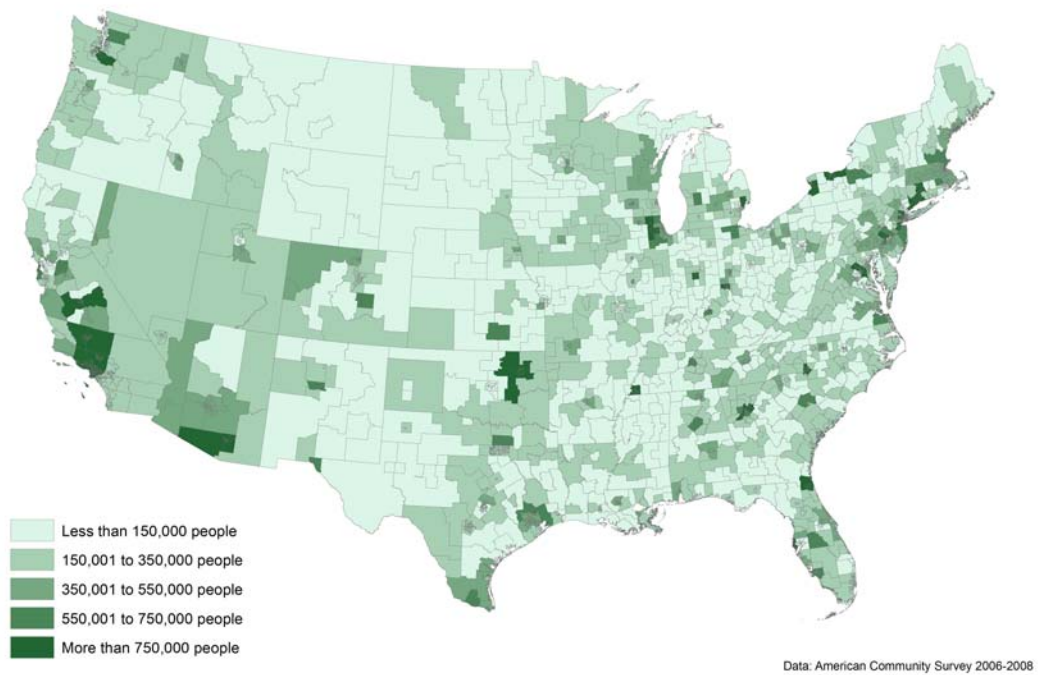 Less than 150,000 people
150,001 to 350,000 people
350,001 to 550,000 people
550,001 to 750,000 people
More than 750,000 people
Data: American Community Survey 2006-2008